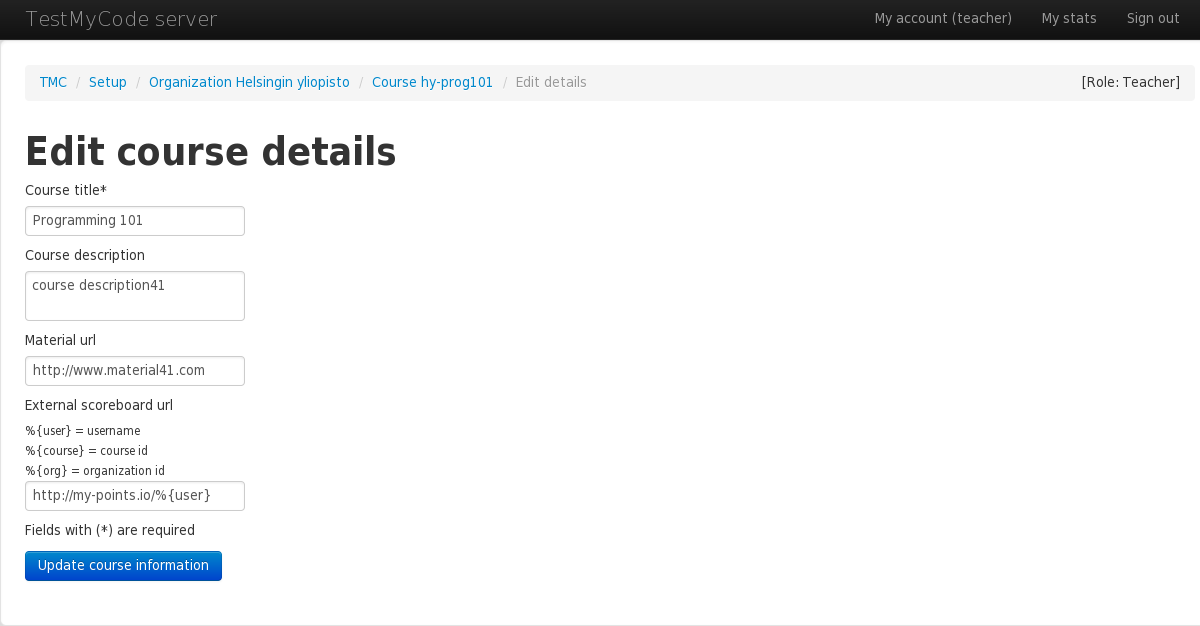 TestMyCode server My account (teacher) My stats Sign out
TMC / Setup / Organization Helsingin yliopisto / Course hy-prog101 / Edit details [Role: Teacher]
Edit course details
Course title*
Programming 101
Course description
course description41
Material url
http://www.material41.com
External scoreboard url
%{user} = username
%{course} = course id
%{org} = organization id
http://my-points.io/%{user}
Fields with (*) are required
Update course information